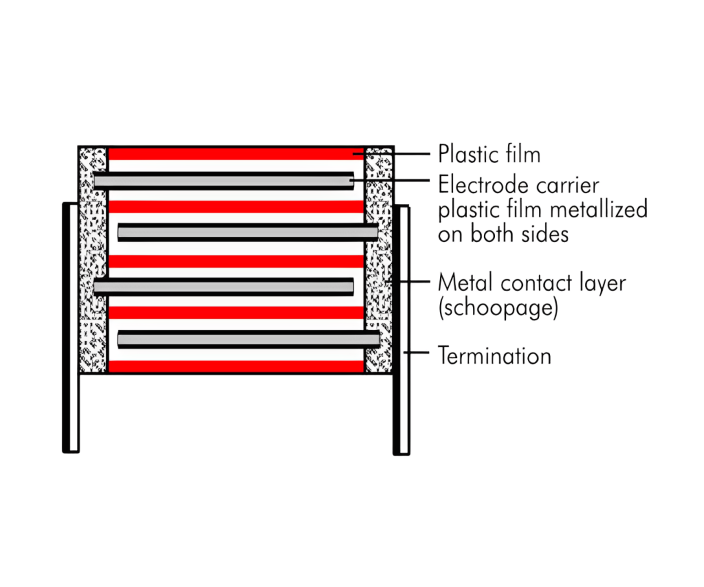 Plastic film
Electrode carrier
plastic film metallized
on both sides
Metal contact layer
(schoopage)
Termination